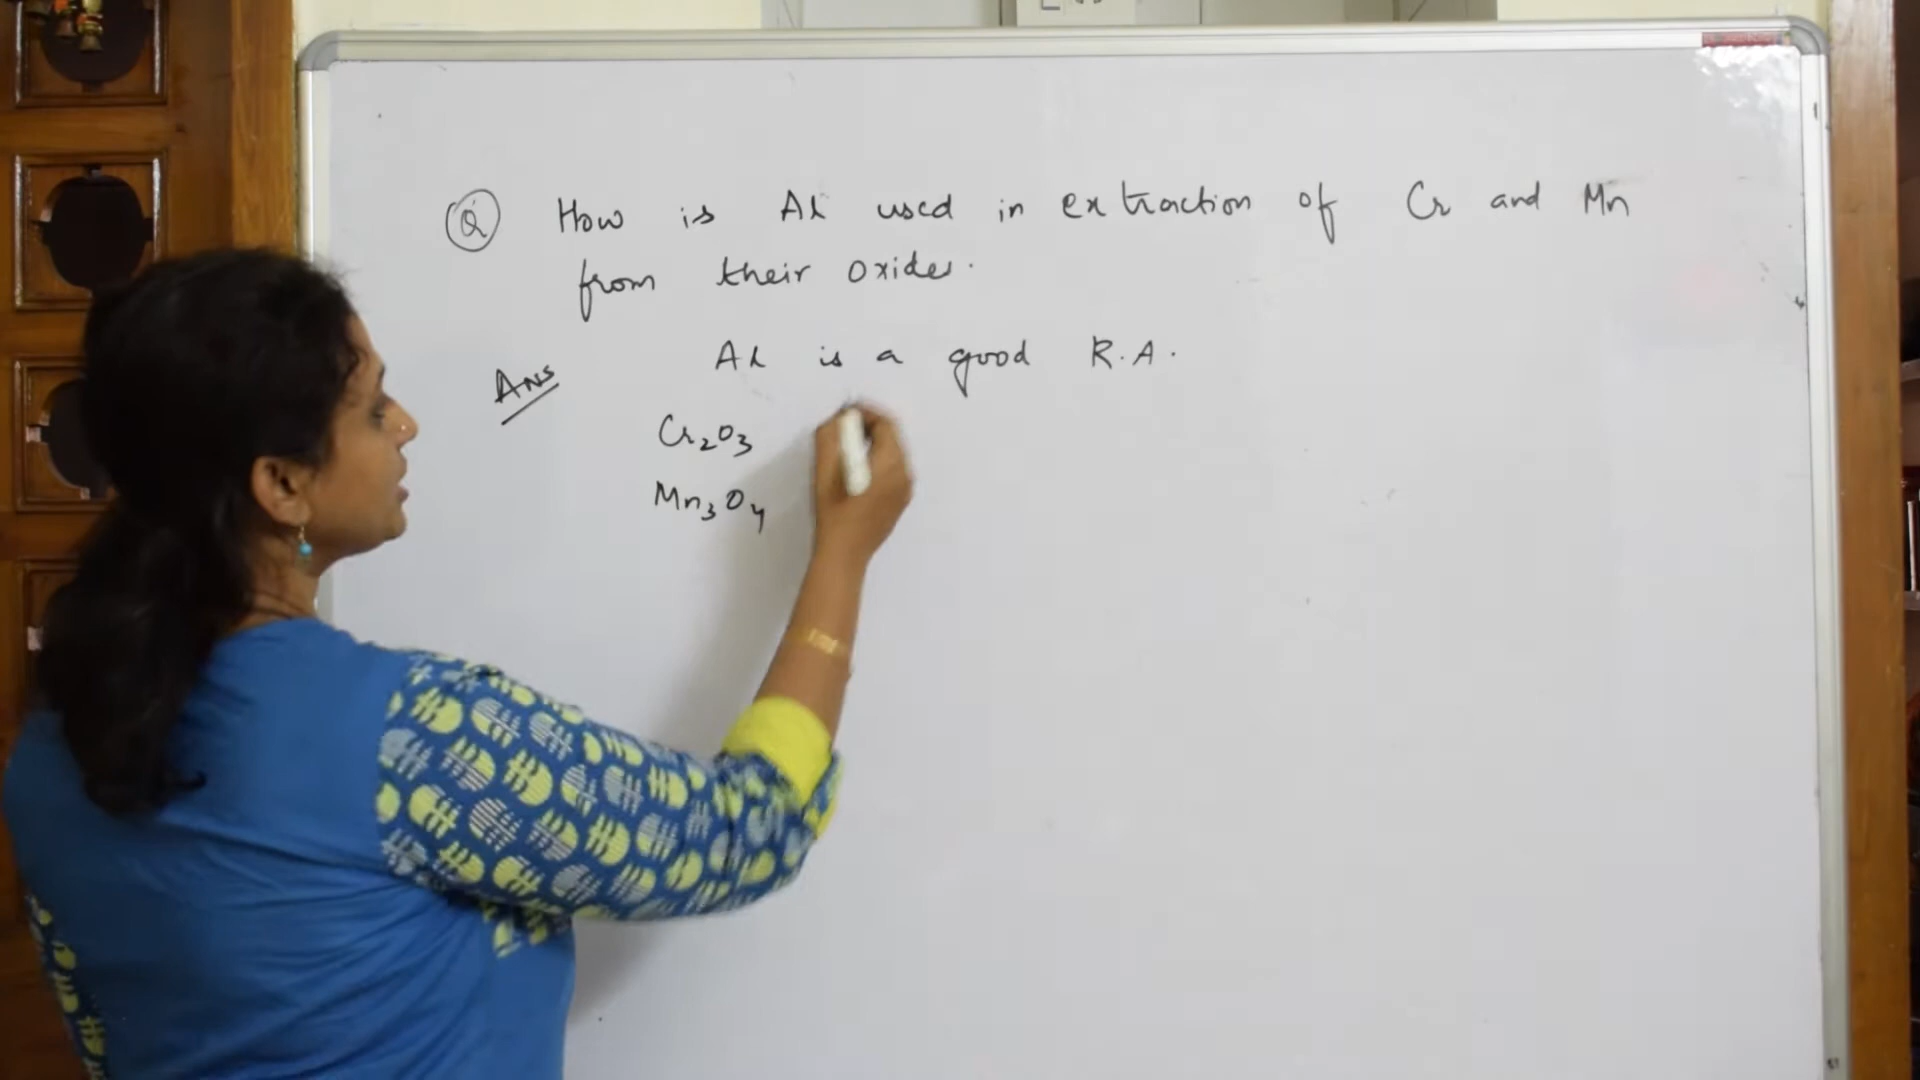 Q How is Al used in extraction of Cr and Mn
from their oxides.
Ans Al is a good R.A.
Cr₂O₃
Mn₃O₄